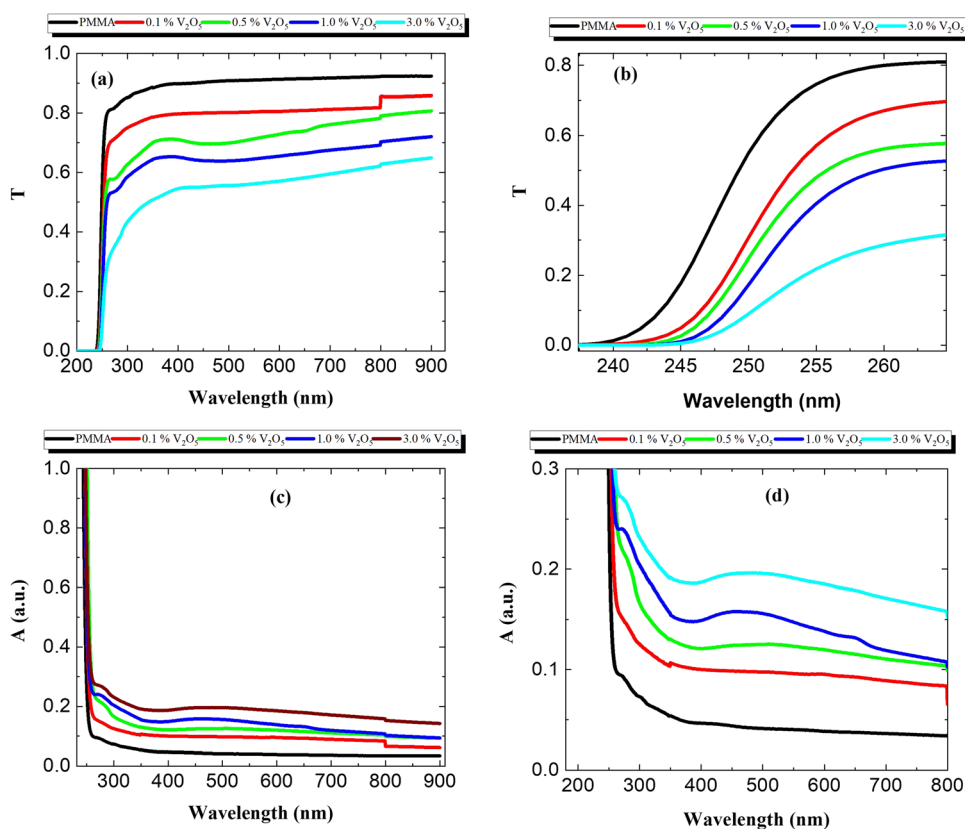 PMMA 0.1 % V₂O₅ 0.5 % V₂O₅ 1.0 % V₂O₅ 3.0 % V₂O₅
(a)
T
1.0
0.8
0.6
0.4
0.2
0.0
200 300 400 500 600 700 800 900
Wavelength (nm)
PMMA 0.1 % V₂O₅ 0.5 % V₂O₅ 1.0 % V₂O₅ 3.0 % V₂O₅
(b)
T
0.8
0.6
0.4
0.2
0.0
240 245 250 255 260
Wavelength (nm)
PMMA 0.1 % V₂O₅ 0.5 % V₂O₅ 1.0 % V₂O₅ 3.0 % V₂O₅
(c)
A (a.u.)
1.0
0.8
0.6
0.4
0.2
0.0
300 400 500 600 700 800 900
Wavelength (nm)
PMMA 0.1 % V₂O₅ 0.5 % V₂O₅ 1.0 % V₂O₅ 3.0 % V₂O₅
(d)
A (a.u.)
0.3
0.2
0.1
0.0
200 300 400 500 600 700 800
Wavelength (nm)